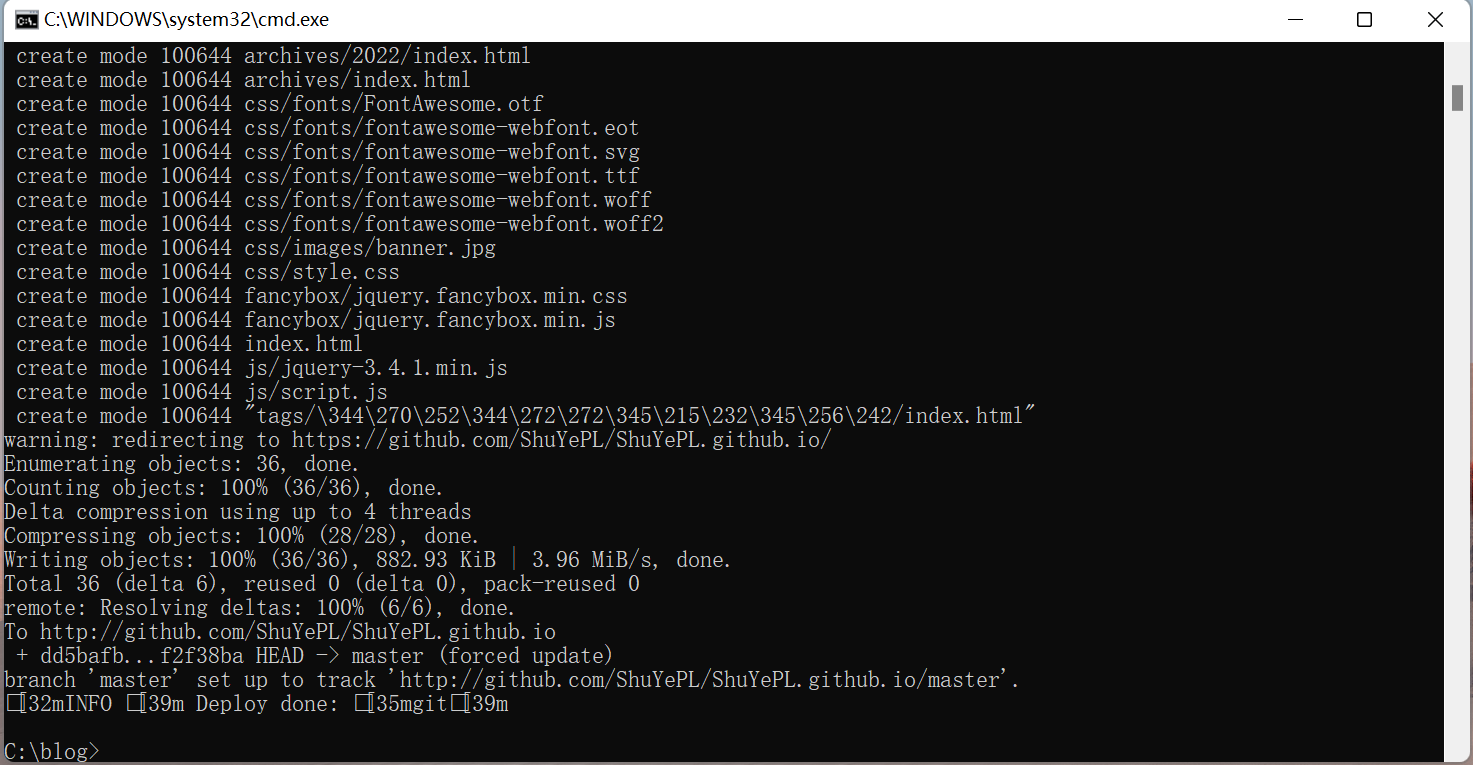 C:\WINDOWS\system32\cmd.exe
create mode 100644 archives/2022/index.html
create mode 100644 archives/index.html
create mode 100644 css/fonts/FontAwesome.otf
create mode 100644 css/fonts/fontawesome-webfont.eot
create mode 100644 css/fonts/fontawesome-webfont.svg
create mode 100644 css/fonts/fontawesome-webfont.ttf
create mode 100644 css/fonts/fontawesome-webfont.woff
create mode 100644 css/fonts/fontawesome-webfont.woff2
create mode 100644 css/images/banner.jpg
create mode 100644 css/style.css
create mode 100644 fancybox/jquery.fancybox.min.css
create mode 100644 fancybox/jquery.fancybox.min.js
create mode 100644 index.html
create mode 100644 js/jquery-3.4.1.min.js
create mode 100644 js/script.js
create mode 100644 "tags/\344\270\252\344\272\272\345\215\232\345\256\242/index.html"
warning: redirecting to https://github.com/ShuYePL/ShuYePL.github.io/
Enumerating objects: 36, done.
Counting objects: 100% (36/36), done.
Delta compression using up to 4 threads
Compressing objects: 100% (28/28), done.
Writing objects: 100% (36/36), 882.93 KiB | 3.96 MiB/s, done.
Total 36 (delta 6), reused 0 (delta 0), pack-reused 0
remote: Resolving deltas: 100% (6/6), done.
To http://github.com/ShuYePL/ShuYePL.github.io
+ dd5bafb...f2f38ba HEAD -> master (forced update)
branch 'master' set up to track 'http://github.com/ShuYePL/ShuYePL.github.io/master'.
□[32mINFO □[39m Deploy done: □[35mgit□[39m
C:\blog>